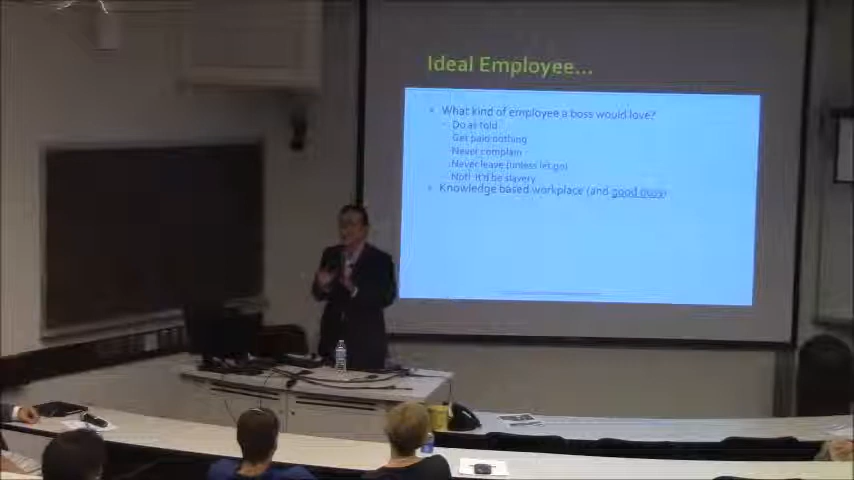 Ideal Employee...
What kind of employee a boss would love?
Do as told
Get paid nothing
Never complain
Never leave (unless let go)
Not! It'd be slavery
Knowledge based workplace (and good guys)